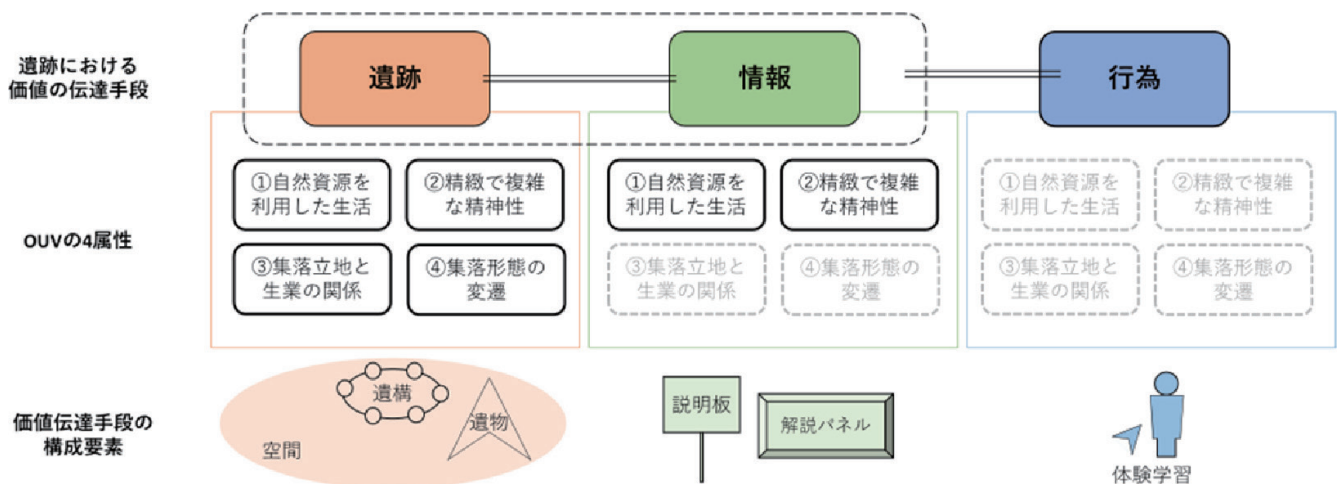 遺跡における
価値の伝達手段
遺跡
情報
行為
OUVの4属性
①自然資源を
利用した生活
②精緻で複雑
な精神性
③集落立地と
生業の関係
④集落形態の
変遷
①自然資源を
利用した生活
②精緻で複雑
な精神性
③集落立地と
生業の関係
④集落形態の
変遷
①自然資源を
利用した生活
②精緻で複雑
な精神性
③集落立地と
生業の関係
④集落形態の
変遷
価値伝達手段の
構成要素
遺構
遺物
空間
説明板
解説パネル
体験学習